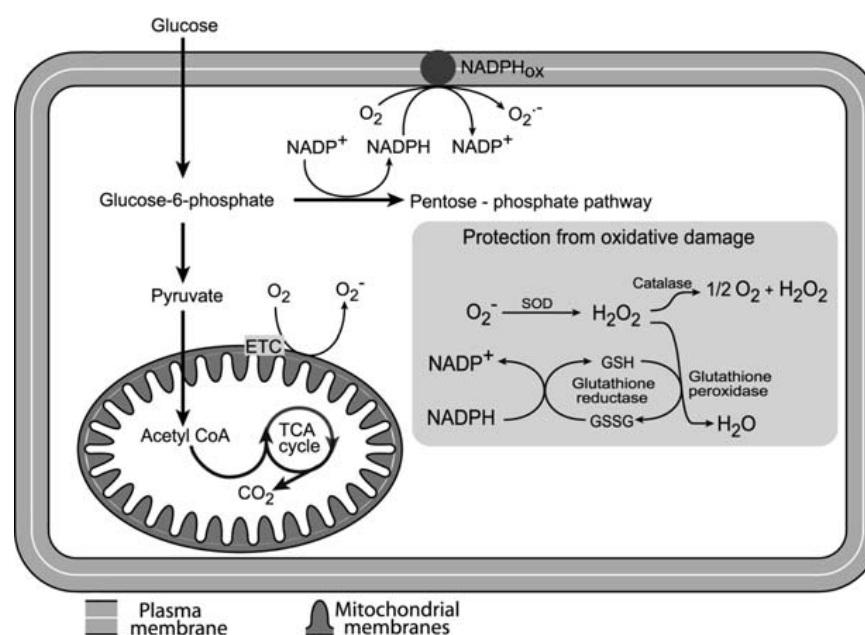 Glucose
NADPHox
O2 O2·-
NADP+ NADPH NADP+
Glucose-6-phosphate Pentose - phosphate pathway
Protection from oxidative damage
Pyruvate O2 O2-
Catalase 1/2 O2 + H2O2
O2- SOD H2O2
ETC
NADP+ GSH
Glutathione
reductase
Glutathione
peroxidase
NADPH GSSG H2O
Acetyl CoA
TCA
cycle
CO2
Plasma
membrane
Mitochondrial
membranes